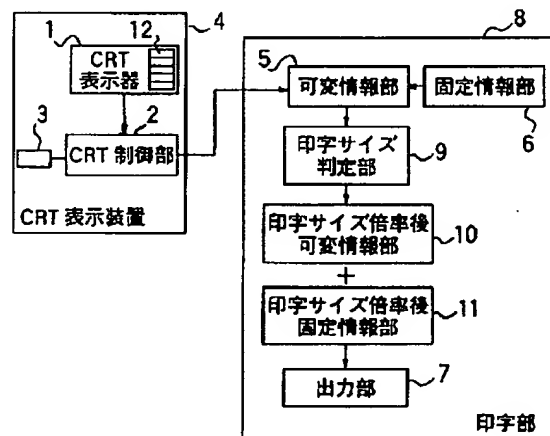 4
8
1
12
CRT
表示器
3
2
CRT 制御部
CRT 表示装置
5
可変情報部
固定情報部
6
印字サイズ
判定部
9
印字サイズ倍率後
可変情報部
10
+
印字サイズ倍率後
固定情報部
11
出力部
7
印字部